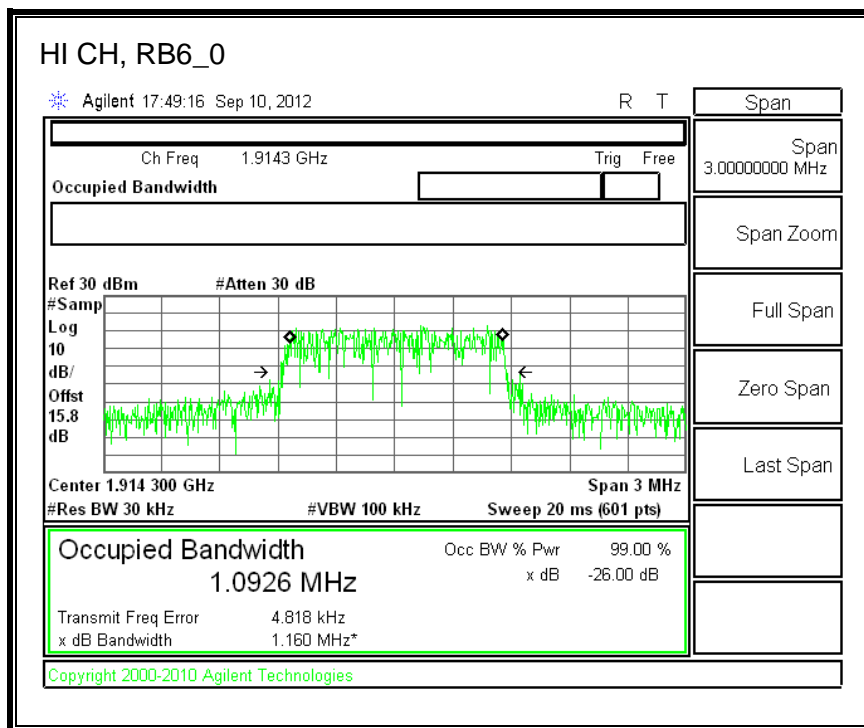 HI CH, RB6_0
Agilent 17:49:16 Sep 10, 2012 R T
Ch Freq 1.9143 GHz Trig Free
Occupied Bandwidth
Ref 30 dBm #Atten 30 dB
#Samp
Log
10
dB/
Offst
15.8
dB
Center 1.914 300 GHz Span 3 MHz
#Res BW 30 kHz #VBW 100 kHz Sweep 20 ms (601 pts)
Occupied Bandwidth Occ BW % Pwr 99.00 %
1.0926 MHz x dB -26.00 dB
Transmit Freq Error 4.818 kHz
x dB Bandwidth 1.160 MHz*
Copyright 2000-2010 Agilent Technologies
Span
Span
3.00000000 MHz
Span Zoom
Full Span
Zero Span
Last Span